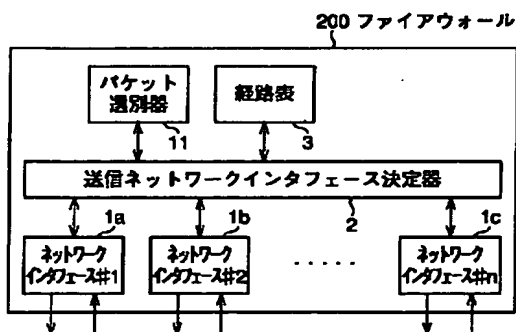 200 ファイアウォール
パケット
選別器
11
経路表
3
送信ネットワークインタフェース決定器
2
1a
ネットワーク
インタフェース#1
1b
ネットワーク
インタフェース#2
.....
1c
ネットワーク
インタフェース#n